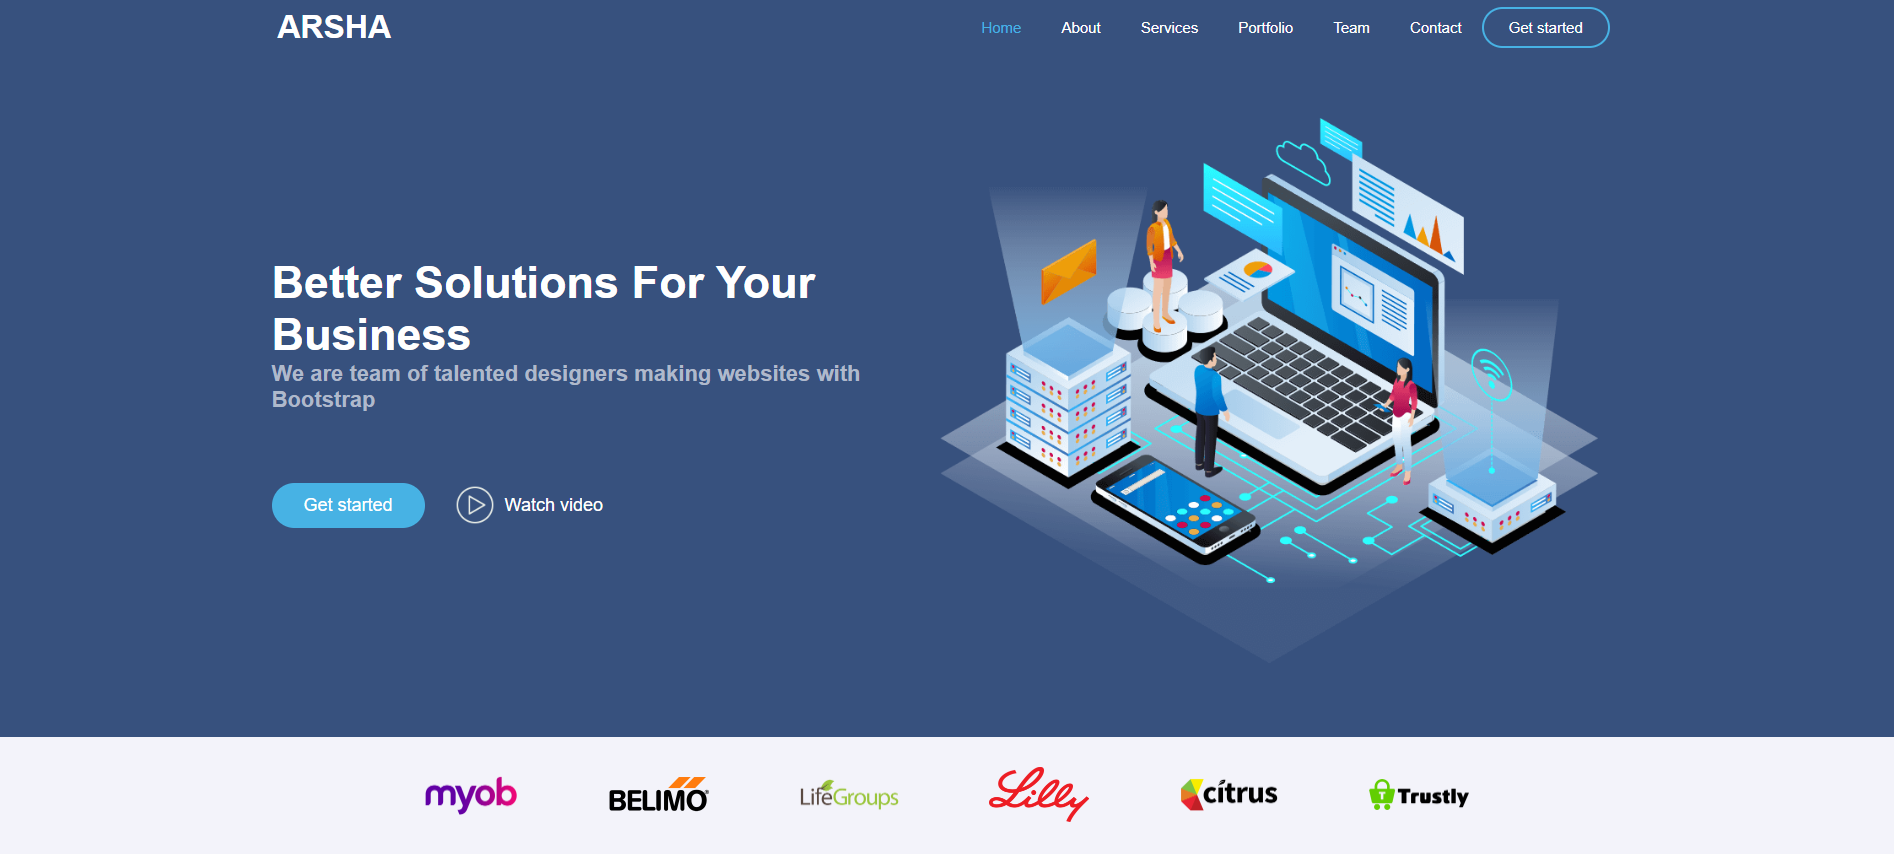 ARSHA
Home About Services Portfolio Team Contact Get started
Better Solutions For Your
Business
We are team of talented designers making websites with
Bootstrap
Get started Watch video
myob BELIMO® LifeGroups Lilly citrus Trustly